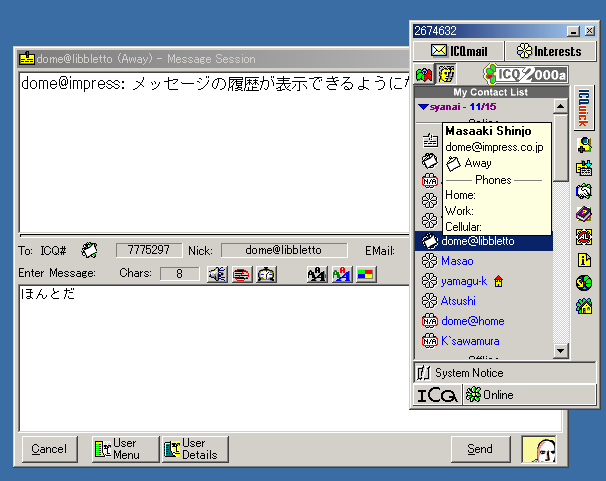 dome@libbletto (Away) - Message Session
dome@impress: メッセージの履歴が表示できるように
To: ICQ# 7775297 Nick: dome@libbletto EMail:
Enter Message: Chars: 8
ほんとだ
Cancel
User Menu
User Details
Send
2674632
ICQmail
Interests
ICQ 2000a
My Contact List
syanai - 11/15
Masaaki Shinjo
dome@impress.co.jp
Away
Phones
Home:
Work:
Cellular:
N/A
dome@libbletto
Masao
yamagu-k
Atsushi
N/A dome@home
N/A K`sawamura
System Notice
ICQ
Online
ICQuick